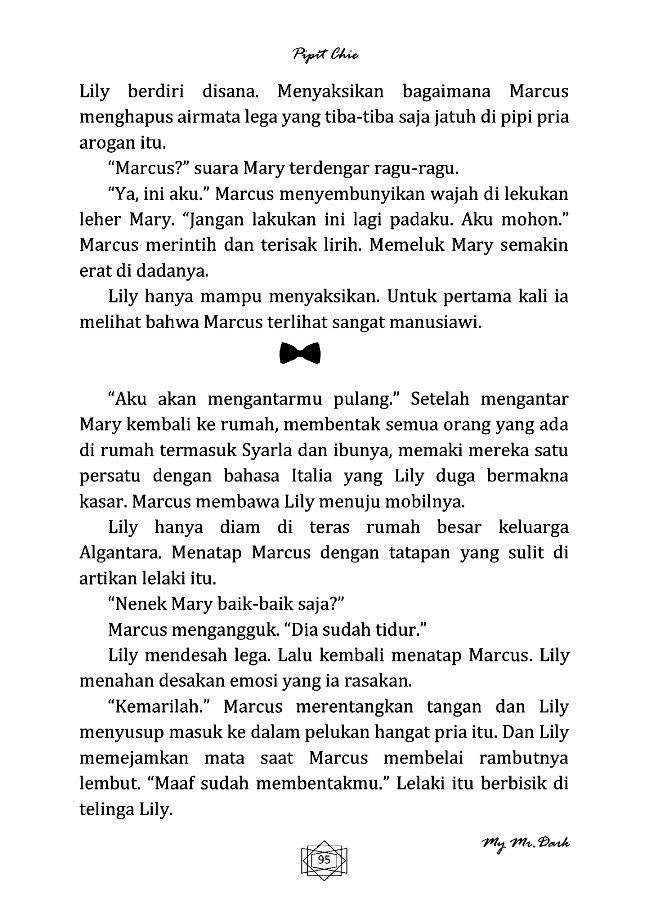 Pipit Chie
Lily berdiri disana. Menyaksikan bagaimana Marcus
menghapus airmata lega yang tiba-tiba saja jatuh di pipi pria
arogan itu.
“Marcus?” suara Mary terdengar ragu-ragu.
“Ya, ini aku.” Marcus menyembunyikan wajah di lekukan
leher Mary. “Jangan lakukan ini lagi padaku. Aku mohon.”
Marcus merintih dan terisak lirih. Memeluk Mary semakin
erat di dadanya.
Lily hanya mampu menyaksikan. Untuk pertama kali ia
melihat bahwa Marcus terlihat sangat manusiawi.
“Aku akan mengantarmu pulang.” Setelah mengantar
Mary kembali ke rumah, membentak semua orang yang ada
di rumah termasuk Syarla dan ibunya, memaki mereka satu
persatu dengan bahasa Italia yang Lily duga bermakna
kasar. Marcus membawa Lily menuju mobilnya.
Lily hanya diam di teras rumah besar keluarga
Algantara. Menatap Marcus dengan tatapan yang sulit di
artikan lelaki itu.
“Nenek Mary baik-baik saja?”
Marcus mengangguk. “Dia sudah tidur.”
Lily mendesah lega. Lalu kembali menatap Marcus. Lily
menahan desakan emosi yang ia rasakan.
“Kemarilah.” Marcus merentangkan tangan dan Lily
menyusup masuk ke dalam pelukan hangat pria itu. Dan Lily
memejamkan mata saat Marcus membelai rambutnya
lembut. “Maaf sudah membentakmu.” Lelaki itu berbisik di
telinga Lily.
My Mr. Dark
95